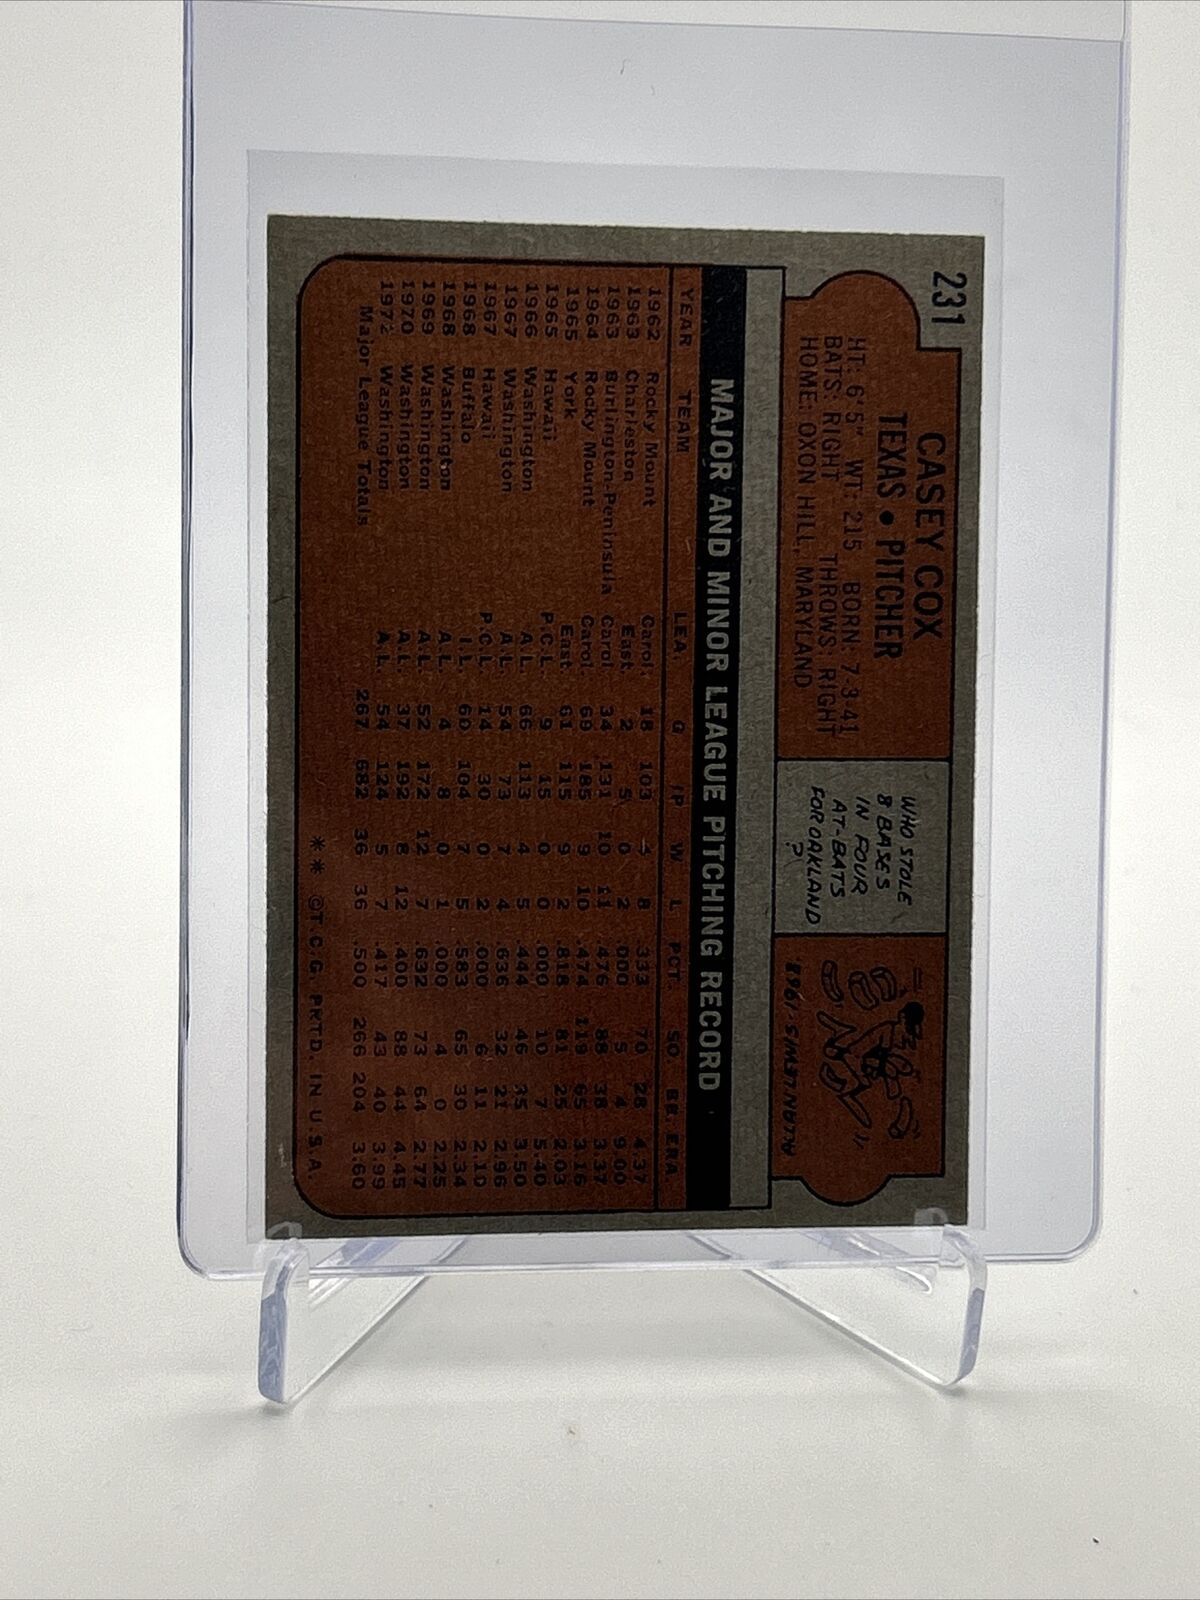 231
CASEY COX
TEXAS • PITCHER
HT: 6'5" WT: 215 BORN: 7-3-41
BATS: RIGHT THROWS: RIGHT
HOME: OXON HILL, MARYLAND
WHO STOLE
8 BASES
IN FOUR
AT-BATS
FOR OAKLAND
?
ALLAN LEWIS-1968
MAJOR AND MINOR LEAGUE PITCHING RECORD
YEAR TEAM LEA. G IP W L PCT. SO BB. ERA.
1962 Rocky Mount Carol. 18 103 4 8 .333 70 28 4.37
1963 Charleston East. 2 5 0 2 .000 5 4 9.00
1963 Burlington-Peninsula Carol. 34 131 10 11 .476 88 38 3.37
1964 Rocky Mount Carol. 69 185 9 10 .474 119 65 3.16
1965 York East. 61 115 9 2 .818 81 25 2.03
1965 Hawaii P.C.L. 9 15 0 0 .000 10 7 5.40
1966 Washington A.L. 66 113 4 5 .444 46 35 3.50
1967 Washington A.L. 54 73 7 4 .636 32 21 2.96
1967 Hawaii P.C.L. 14 30 0 2 .000 6 11 2.10
1968 Buffalo I.L. 60 104 7 5 .583 65 30 2.34
1968 Washington A.L. 4 8 0 1 .000 4 0 2.25
1969 Washington A.L. 52 172 12 7 .632 73 64 2.77
1970 Washington A.L. 37 192 8 12 .400 88 44 4.45
Washington A.L. 54 124 5 7 .417 43 40 3.99
Major League Totals 267 682 36 36 .500 266 204 3.60
** ©T.C.G. PRTD. IN U.S.A.